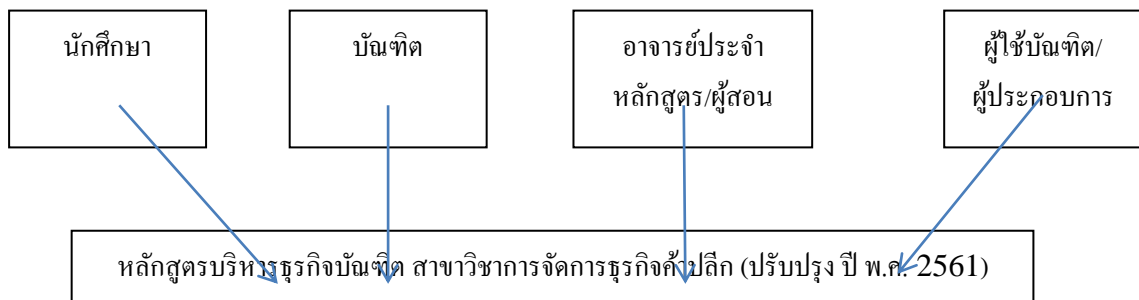 นักศึกษา
บัณฑิต
อาจารย์ประจำ
หลักสูตร/ผู้สอน
ผู้ใช้บัณฑิต/
ผู้ประกอบการ
หลักสูตรบริหารธุรกิจบัณฑิต สาขาวิชาการจัดการธุรกิจค้าปลีก (ปรับปรุง ปี พ.ศ. 2561)